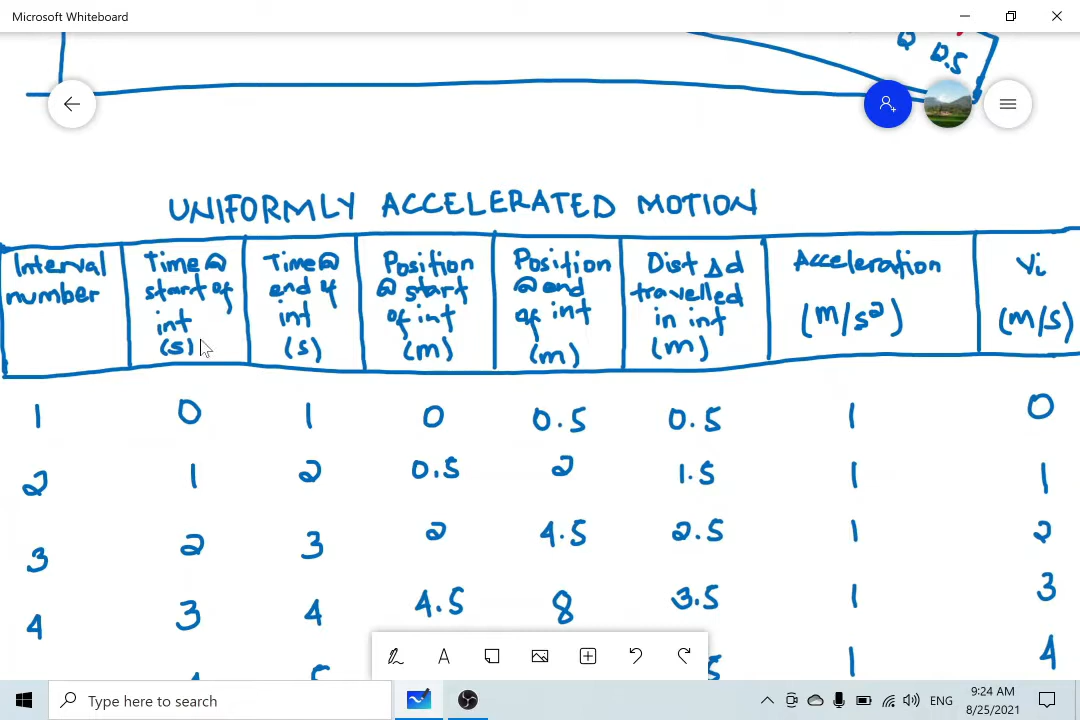 Microsoft Whiteboard
0.5
UNIFORMLY ACCELERATED MOTION
Interval number
Time @ start of int (s)
Time @ end of int (s)
Position @ start of int (m)
Position @ end of int (m)
Dist Δd travelled in int (m)
Acceleration (m/s²)
Vi (m/s)
1 0 1 0 0.5 0.5 1 0
2 1 2 0.5 2 1.5 1 1
3 2 3 2 4.5 2.5 1 2
4 3 4 4.5 8 3.5 1 3
1 4
A
Type here to search
ENG
9:24 AM
8/25/2021